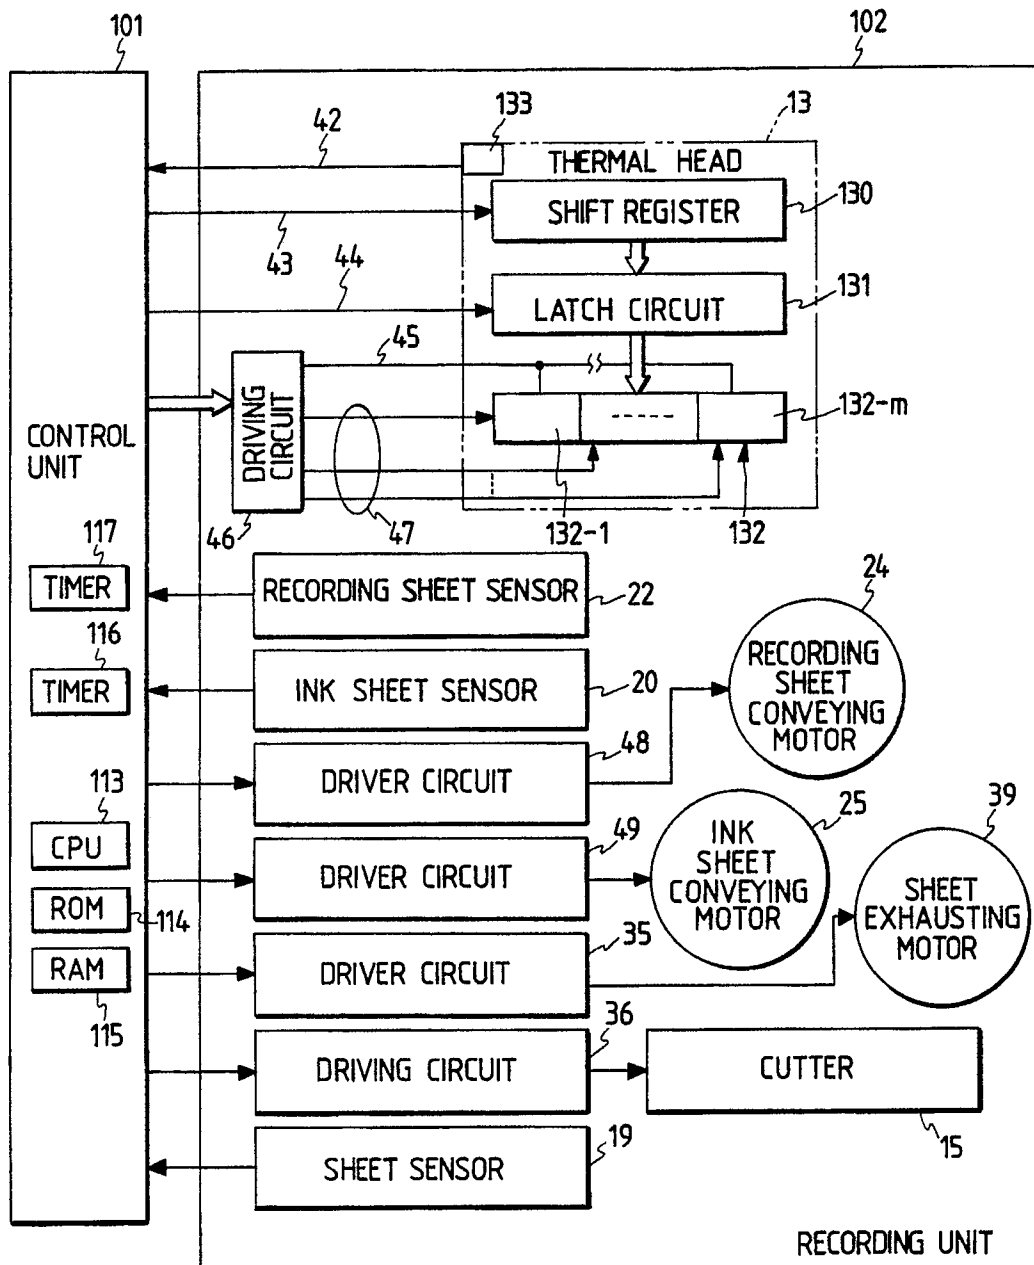 101
102
133
13
42
THERMAL HEAD
SHIFT REGISTER
130
43
44
LATCH CIRCUIT
131
45
DRIVING
CIRCUIT
-----
132-m
CONTROL
UNIT
46
47
132-1
132
117
TIMER
RECORDING SHEET SENSOR
22
24
116
TIMER
INK SHEET SENSOR
20
RECORDING
SHEET
CONVEYING
MOTOR
48
DRIVER CIRCUIT
113
CPU
49
DRIVER CIRCUIT
25
INK
SHEET
CONVEYING
MOTOR
39
ROM
114
SHEET
EXHAUSTING
MOTOR
35
RAM
DRIVER CIRCUIT
115
36
DRIVING CIRCUIT
CUTTER
15
19
SHEET SENSOR
RECORDING UNIT